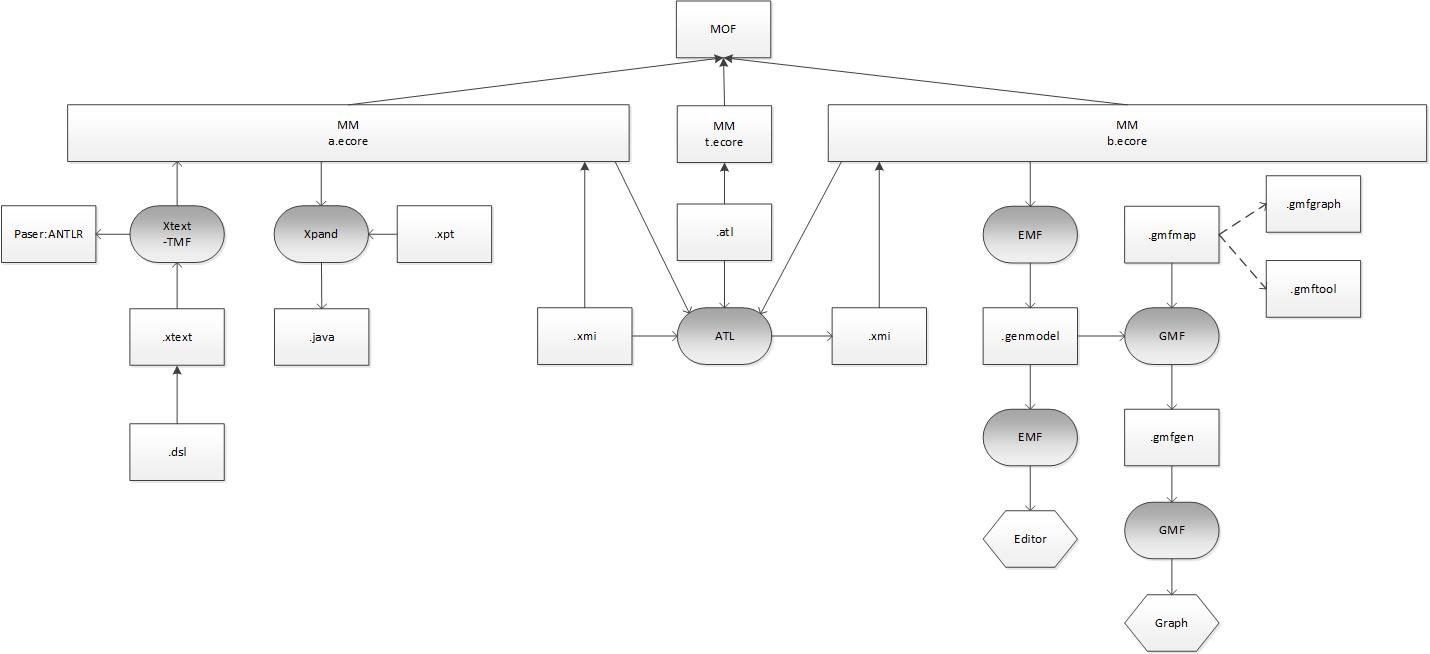 MOF
MM
a.ecore
MM
t.ecore
MM
b.ecore
Paser:ANTLR
Xtext
-TMF
Xpand
.xpt
.atl
EMF
.gmfmap
.gmfgraph
.gmftool
.xtext
.java
.xmi
ATL
.xmi
.genmodel
GMF
.dsl
EMF
.gmfgen
Editor
GMF
Graph